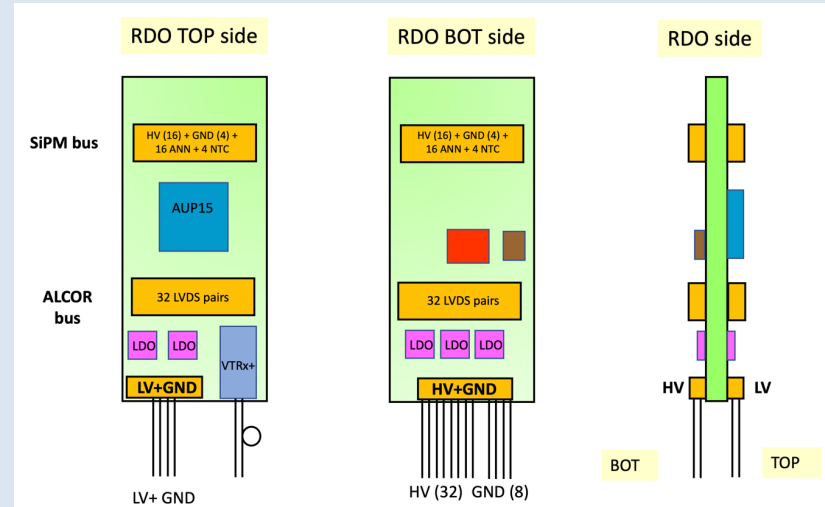 RDO TOP side
RDO BOT side
RDO side
SiPM bus
HV (16) + GND (4) +
16 ANN + 4 NTC
HV (16) + GND (4) +
16 ANN + 4 NTC
AUP15
ALCOR
bus
32 LVDS pairs
32 LVDS pairs
LDO
LDO
VTRx+
LDO
LDO
LDO
LV+GND
HV+GND
HV
LV
BOT
TOP
LV+ GND
HV (32)
GND (8)